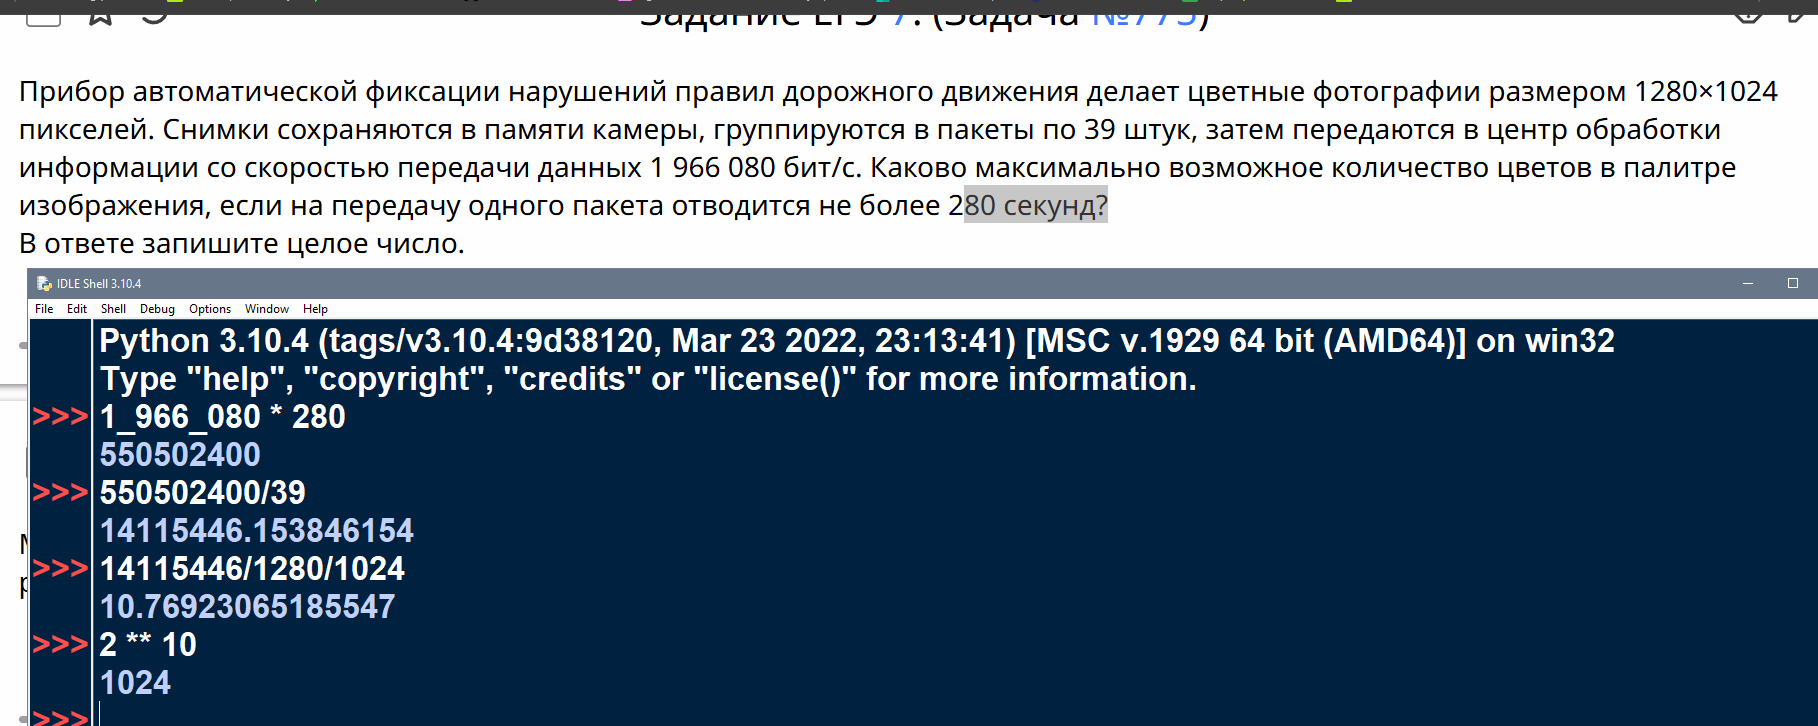 Задание ЕГЭ 7. (Задача №775)
Прибор автоматической фиксации нарушений правил дорожного движения делает цветные фотографии размером 1280×1024
пикселей. Снимки сохраняются в памяти камеры, группируются в пакеты по 39 штук, затем передаются в центр обработки
информации со скоростью передачи данных 1 966 080 бит/с. Каково максимально возможное количество цветов в палитре
изображения, если на передачу одного пакета отводится не более 280 секунд?
В ответе запишите целое число.
IDLE Shell 3.10.4
File Edit Shell Debug Options Window Help
Python 3.10.4 (tags/v3.10.4:9d38120, Mar 23 2022, 23:13:41) [MSC v.1929 64 bit (AMD64)] on win32
Type "help", "copyright", "credits" or "license()" for more information.
>>> 1_966_080 * 280
550502400
>>> 550502400/39
14115446.153846154
>>> 14115446/1280/1024
10.76923065185547
>>> 2 ** 10
1024
>>>